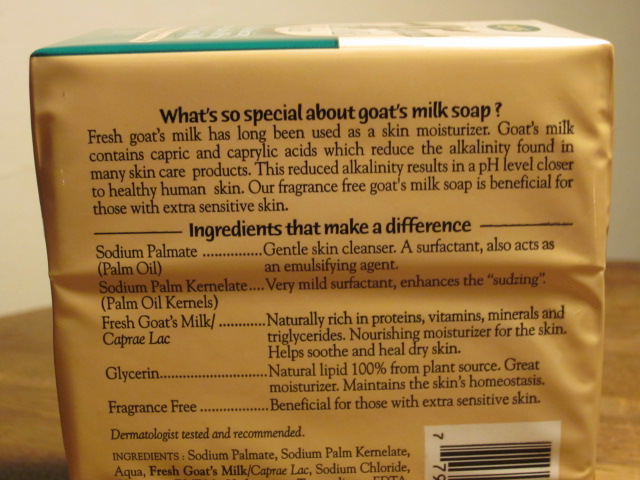 What's so special about goat's milk soap ?
Fresh goat's milk has long been used as a skin moisturizer. Goat's milk
contains capric and caprylic acids which reduce the alkalinity found in
many skin care products. This reduced alkalinity results in a pH level closer
to healthy human skin. Our fragrance free goat's milk soap is beneficial for
those with extra sensitive skin.
Ingredients that make a difference
Sodium Palmate ...............Gentle skin cleanser. A surfactant, also acts as
(Palm Oil) an emulsifying agent.
Sodium Palm Kernelate....Very mild surfactant, enhances the "sudzing".
(Palm Oil Kernels)
Fresh Goat's Milk/ ............Naturally rich in proteins, vitamins, minerals and
Caprae Lac triglycerides. Nourishing moisturizer for the skin.
Helps soothe and heal dry skin.
Glycerin...........................Natural lipid 100% from plant source. Great
moisturizer. Maintains the skin's homeostasis.
Fragrance Free .................Beneficial for those with extra sensitive skin.
Dermatologist tested and recommended.
INGREDIENTS : Sodium Palmate, Sodium Palm Kernelate,
Aqua, Fresh Goat's Milk/Caprae Lac, Sodium Chloride,
7 79